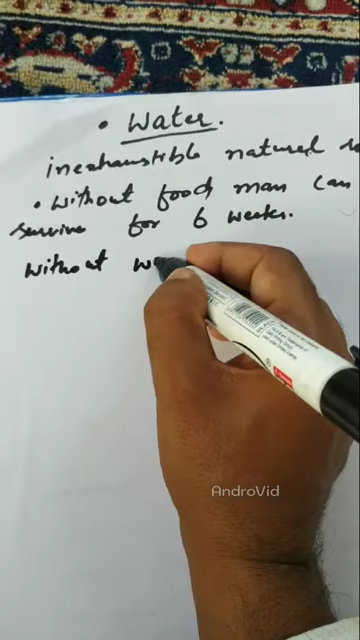 • Water.
inexhaustible natural
• Without food man can
survive for 6 weeks.
without
AndroVid